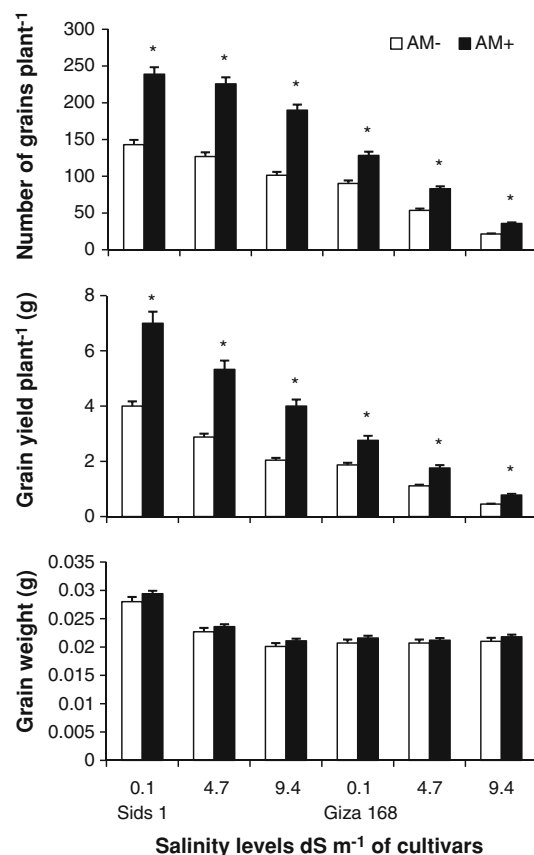 300
250
200
150
100
50
0
Number of grains plant⁻¹
AM- AM+
* * * * * *
8
6
4
2
0
Grain yield plant⁻¹ (g)
* * * * * *
0.035
0.03
0.025
0.02
0.015
0.01
0.005
0
Grain weight (g)
0.1 4.7 9.4 0.1 4.7 9.4
Sids 1 Giza 168
Salinity levels dS m⁻¹ of cultivars